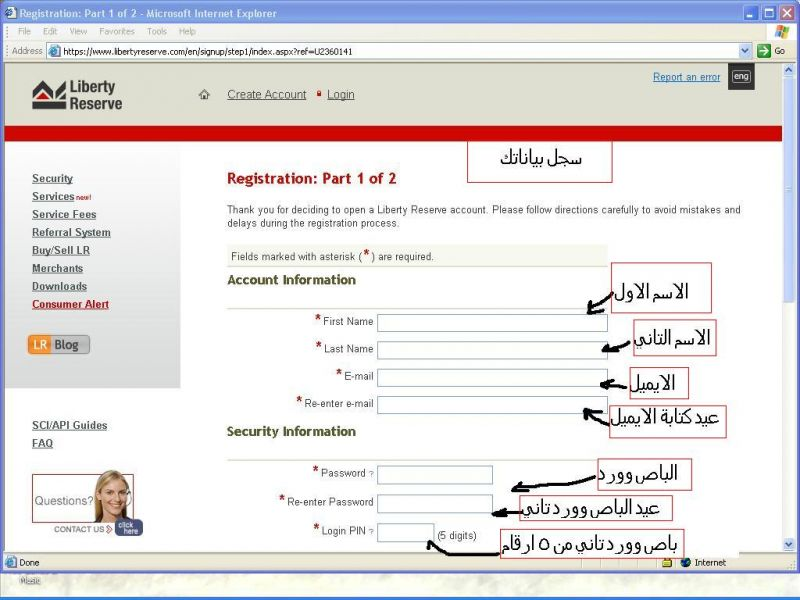 Registration: Part 1 of 2 - Microsoft Internet Explorer
File Edit View Favorites Tools Help
Address https://www.libertyreserve.com/en/signup/step1/index.aspx?ref=U2360141 Go
Liberty Reserve
Create Account Login
Report an error eng
سجل بياناتك
Security
Services new!
Service Fees
Referral System
Buy/Sell LR
Merchants
Downloads
Consumer Alert
LR Blog
SCI/API Guides
FAQ
Questions?
CONTACT US click here
Registration: Part 1 of 2
Thank you for deciding to open a Liberty Reserve account. Please follow directions carefully to avoid mistakes and
delays during the registration process.
Fields marked with asterisk (*) are required.
Account Information
* First Name الاسم الاول
* Last Name الاسم التاني
* E-mail الايميل
* Re-enter e-mail عيد كتابة الايميل
Security Information
* Password ? الباص وورد
* Re-enter Password عيد الباص وورد تاني
* Login PIN ? (5 digits) باص وورد تاني من ٥ ارقام
Done Internet
Music